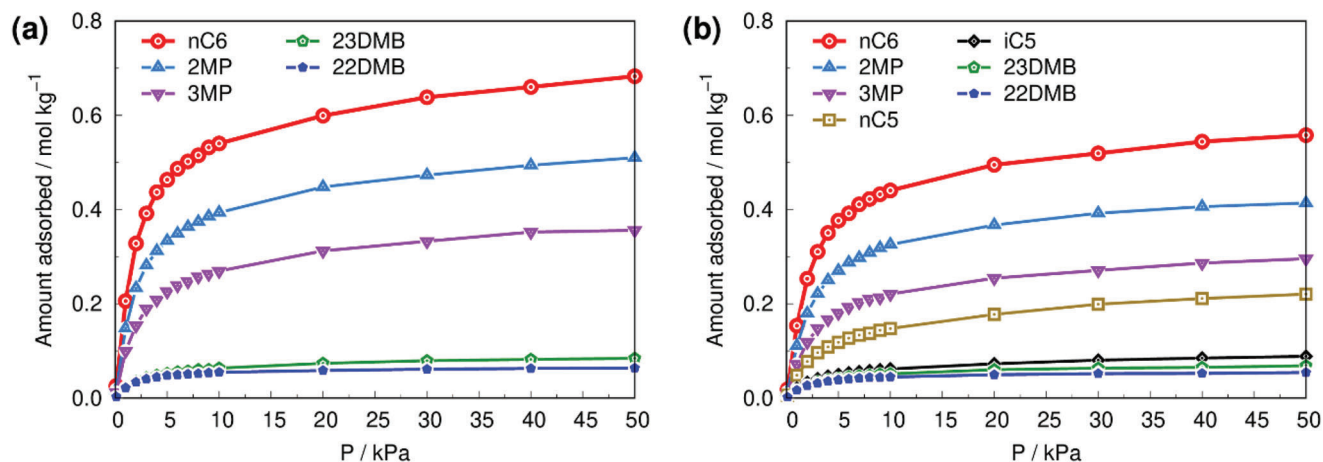 (a)
nC6
2MP
3MP
23DMB
22DMB
Amount adsorbed / mol kg⁻¹
0.8
0.6
0.4
0.2
0.0
0 5 10 15 20 25 30 35 40 45 50
P / kPa
(b)
nC6
2MP
3MP
nC5
iC5
23DMB
22DMB
Amount adsorbed / mol kg⁻¹
0.8
0.6
0.4
0.2
0.0
0 5 10 15 20 25 30 35 40 45 50
P / kPa